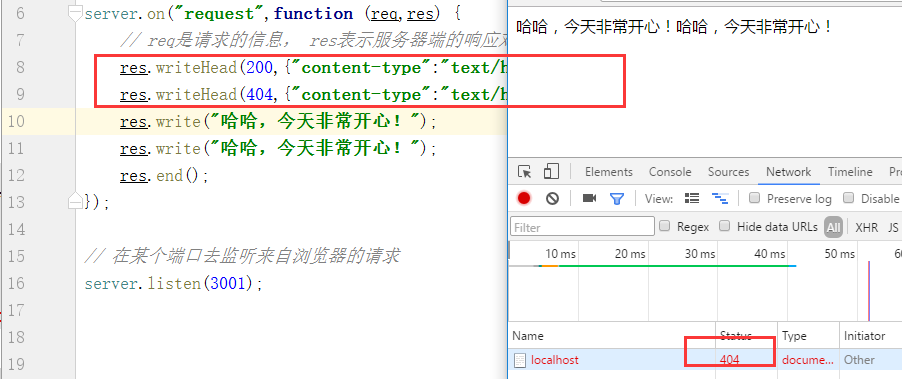 6 server.on("request",function (req,res) {
7 // req是请求的信息， res表示服务器端的响应
8 res.writeHead(200,{"content-type":"text/h
9 res.writeHead(404,{"content-type":"text/h
10 res.write("哈哈，今天非常开心！");
11 res.write("哈哈，今天非常开心！");
12 res.end();
13 });
14
15 // 在某个端口去监听来自浏览器的请求
16 server.listen(3001);
17
18
19
哈哈，今天非常开心！哈哈，今天非常开心！
Elements Console Sources Network Timeline Pro
View: Preserve log Disable
Filter Regex Hide data URLs All XHR JS
10 ms 20 ms 30 ms 40 ms 50 ms
Name Status Type Initiator
localhost 404 docume... Other